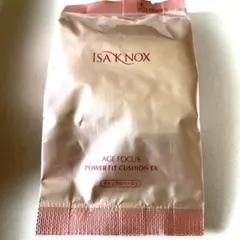 ISA KNOX
AGE FOCUS
POWER FIT CUSHION EX